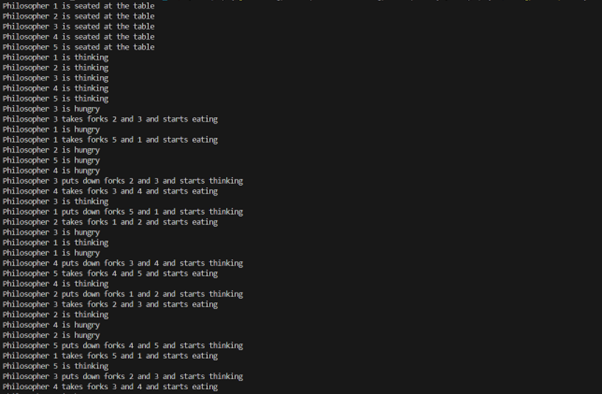 Philosopher 1 is seated at the table
Philosopher 2 is seated at the table
Philosopher 3 is seated at the table
Philosopher 4 is seated at the table
Philosopher 5 is seated at the table
Philosopher 1 is thinking
Philosopher 2 is thinking
Philosopher 3 is thinking
Philosopher 4 is thinking
Philosopher 5 is thinking
Philosopher 3 is hungry
Philosopher 3 takes forks 2 and 3 and starts eating
Philosopher 1 is hungry
Philosopher 1 takes forks 5 and 1 and starts eating
Philosopher 2 is hungry
Philosopher 5 is hungry
Philosopher 4 is hungry
Philosopher 3 puts down forks 2 and 3 and starts thinking
Philosopher 4 takes forks 3 and 4 and starts eating
Philosopher 3 is thinking
Philosopher 1 puts down forks 5 and 1 and starts thinking
Philosopher 2 takes forks 1 and 2 and starts eating
Philosopher 3 is hungry
Philosopher 1 is thinking
Philosopher 1 is hungry
Philosopher 4 puts down forks 3 and 4 and starts thinking
Philosopher 5 takes forks 4 and 5 and starts eating
Philosopher 4 is thinking
Philosopher 2 puts down forks 1 and 2 and starts thinking
Philosopher 3 takes forks 2 and 3 and starts eating
Philosopher 2 is thinking
Philosopher 4 is hungry
Philosopher 2 is hungry
Philosopher 5 puts down forks 4 and 5 and starts thinking
Philosopher 1 takes forks 5 and 1 and starts eating
Philosopher 5 is thinking
Philosopher 3 puts down forks 2 and 3 and starts thinking
Philosopher 4 takes forks 3 and 4 and starts eating